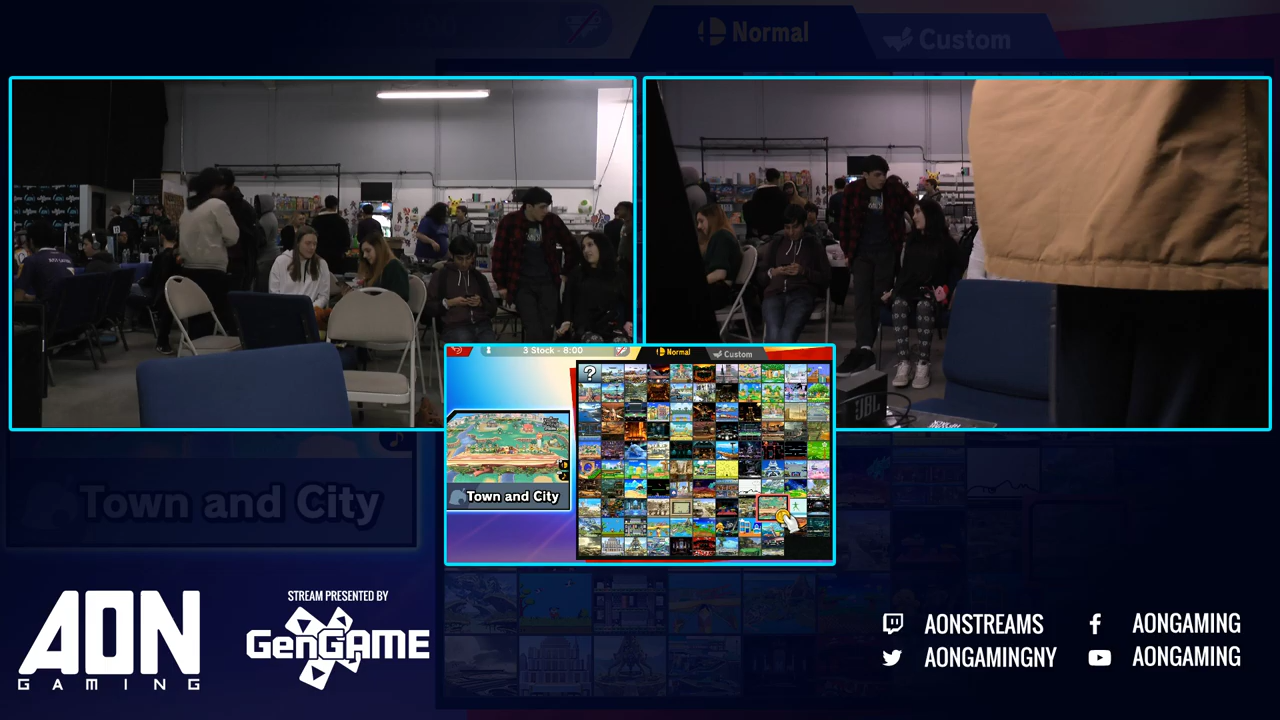 Normal
Custom
JBL
3 Stock - 8:00
Normal
Custom
?
Town and City
Town and City
AON
GAMING
STREAM PRESENTED BY
GENGAME
AONSTREAMS
AONGAMING
AONGAMINGNY
AONGAMING